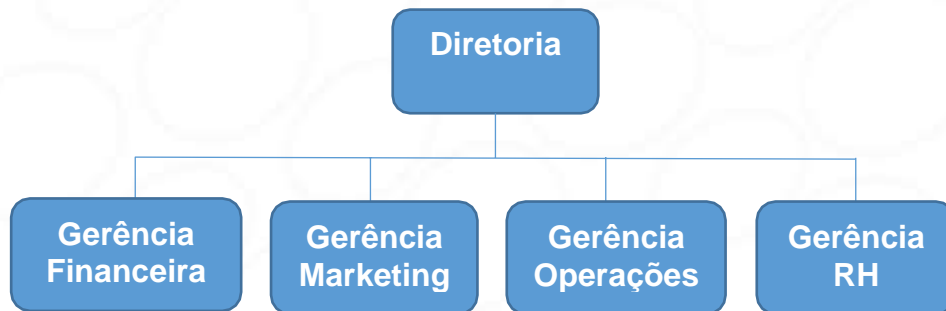 Diretoria
Gerência
Financeira
Gerência
Marketing
Gerência
Operações
Gerência
RH